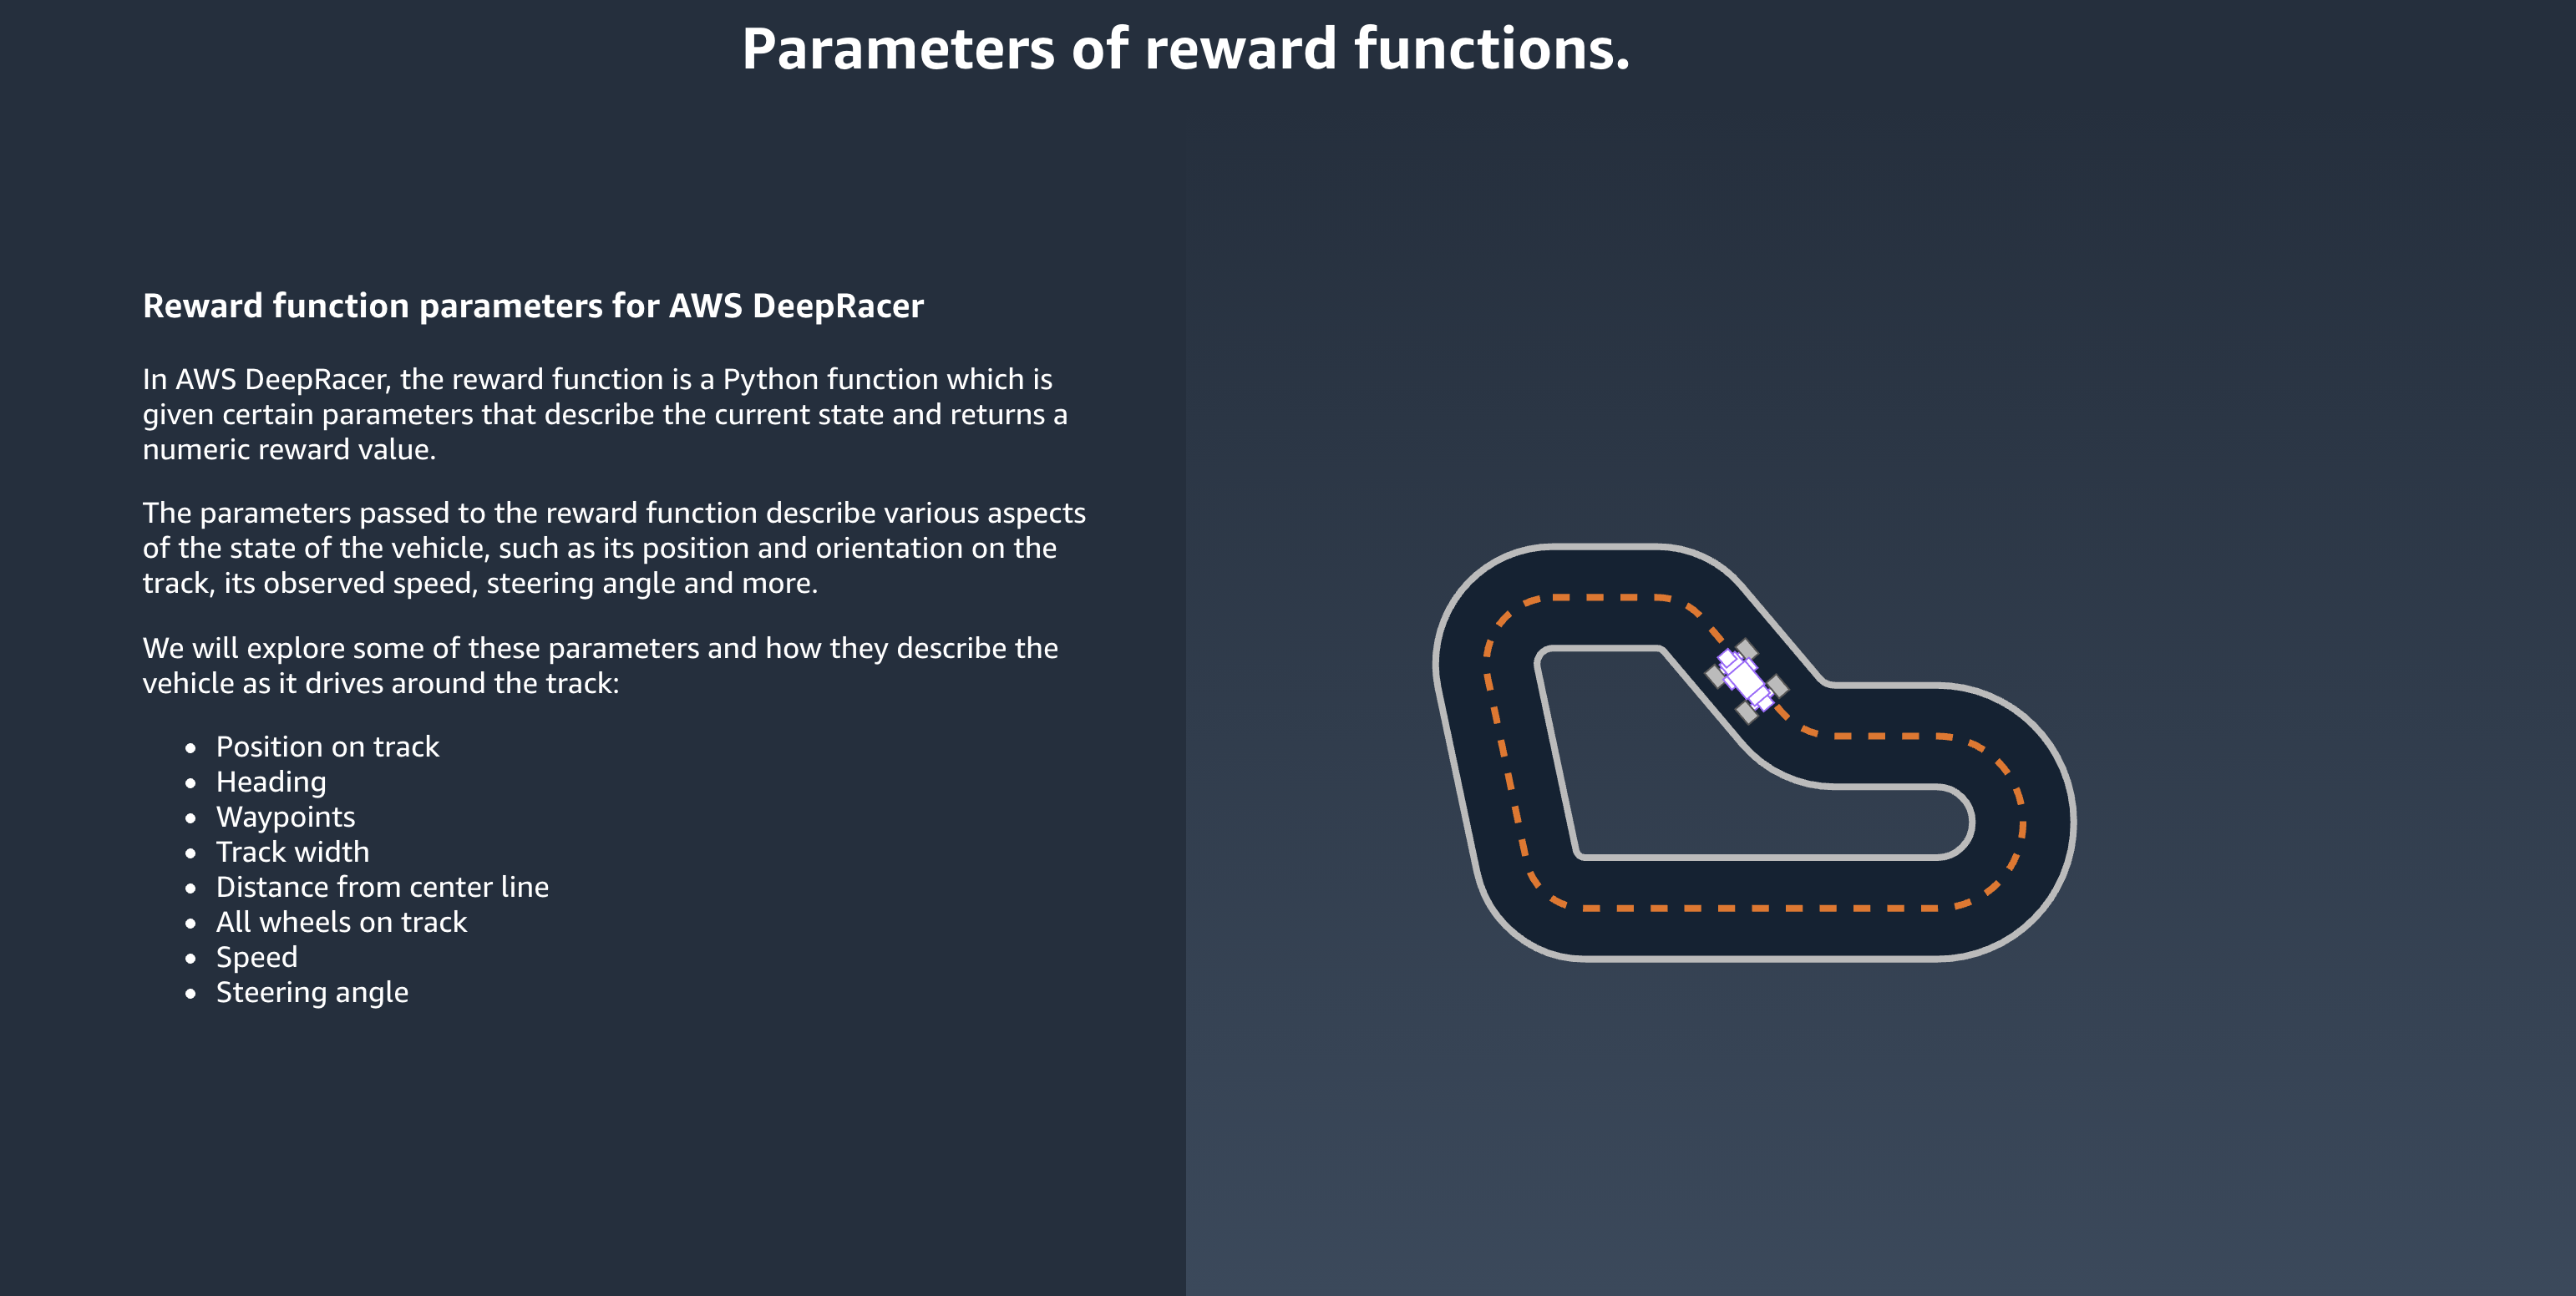 Parameters of reward functions.
Reward function parameters for AWS DeepRacer
In AWS DeepRacer, the reward function is a Python function which is
given certain parameters that describe the current state and returns a
numeric reward value.
The parameters passed to the reward function describe various aspects
of the state of the vehicle, such as its position and orientation on the
track, its observed speed, steering angle and more.
We will explore some of these parameters and how they describe the
vehicle as it drives around the track:
• Position on track
• Heading
• Waypoints
• Track width
• Distance from center line
• All wheels on track
• Speed
• Steering angle